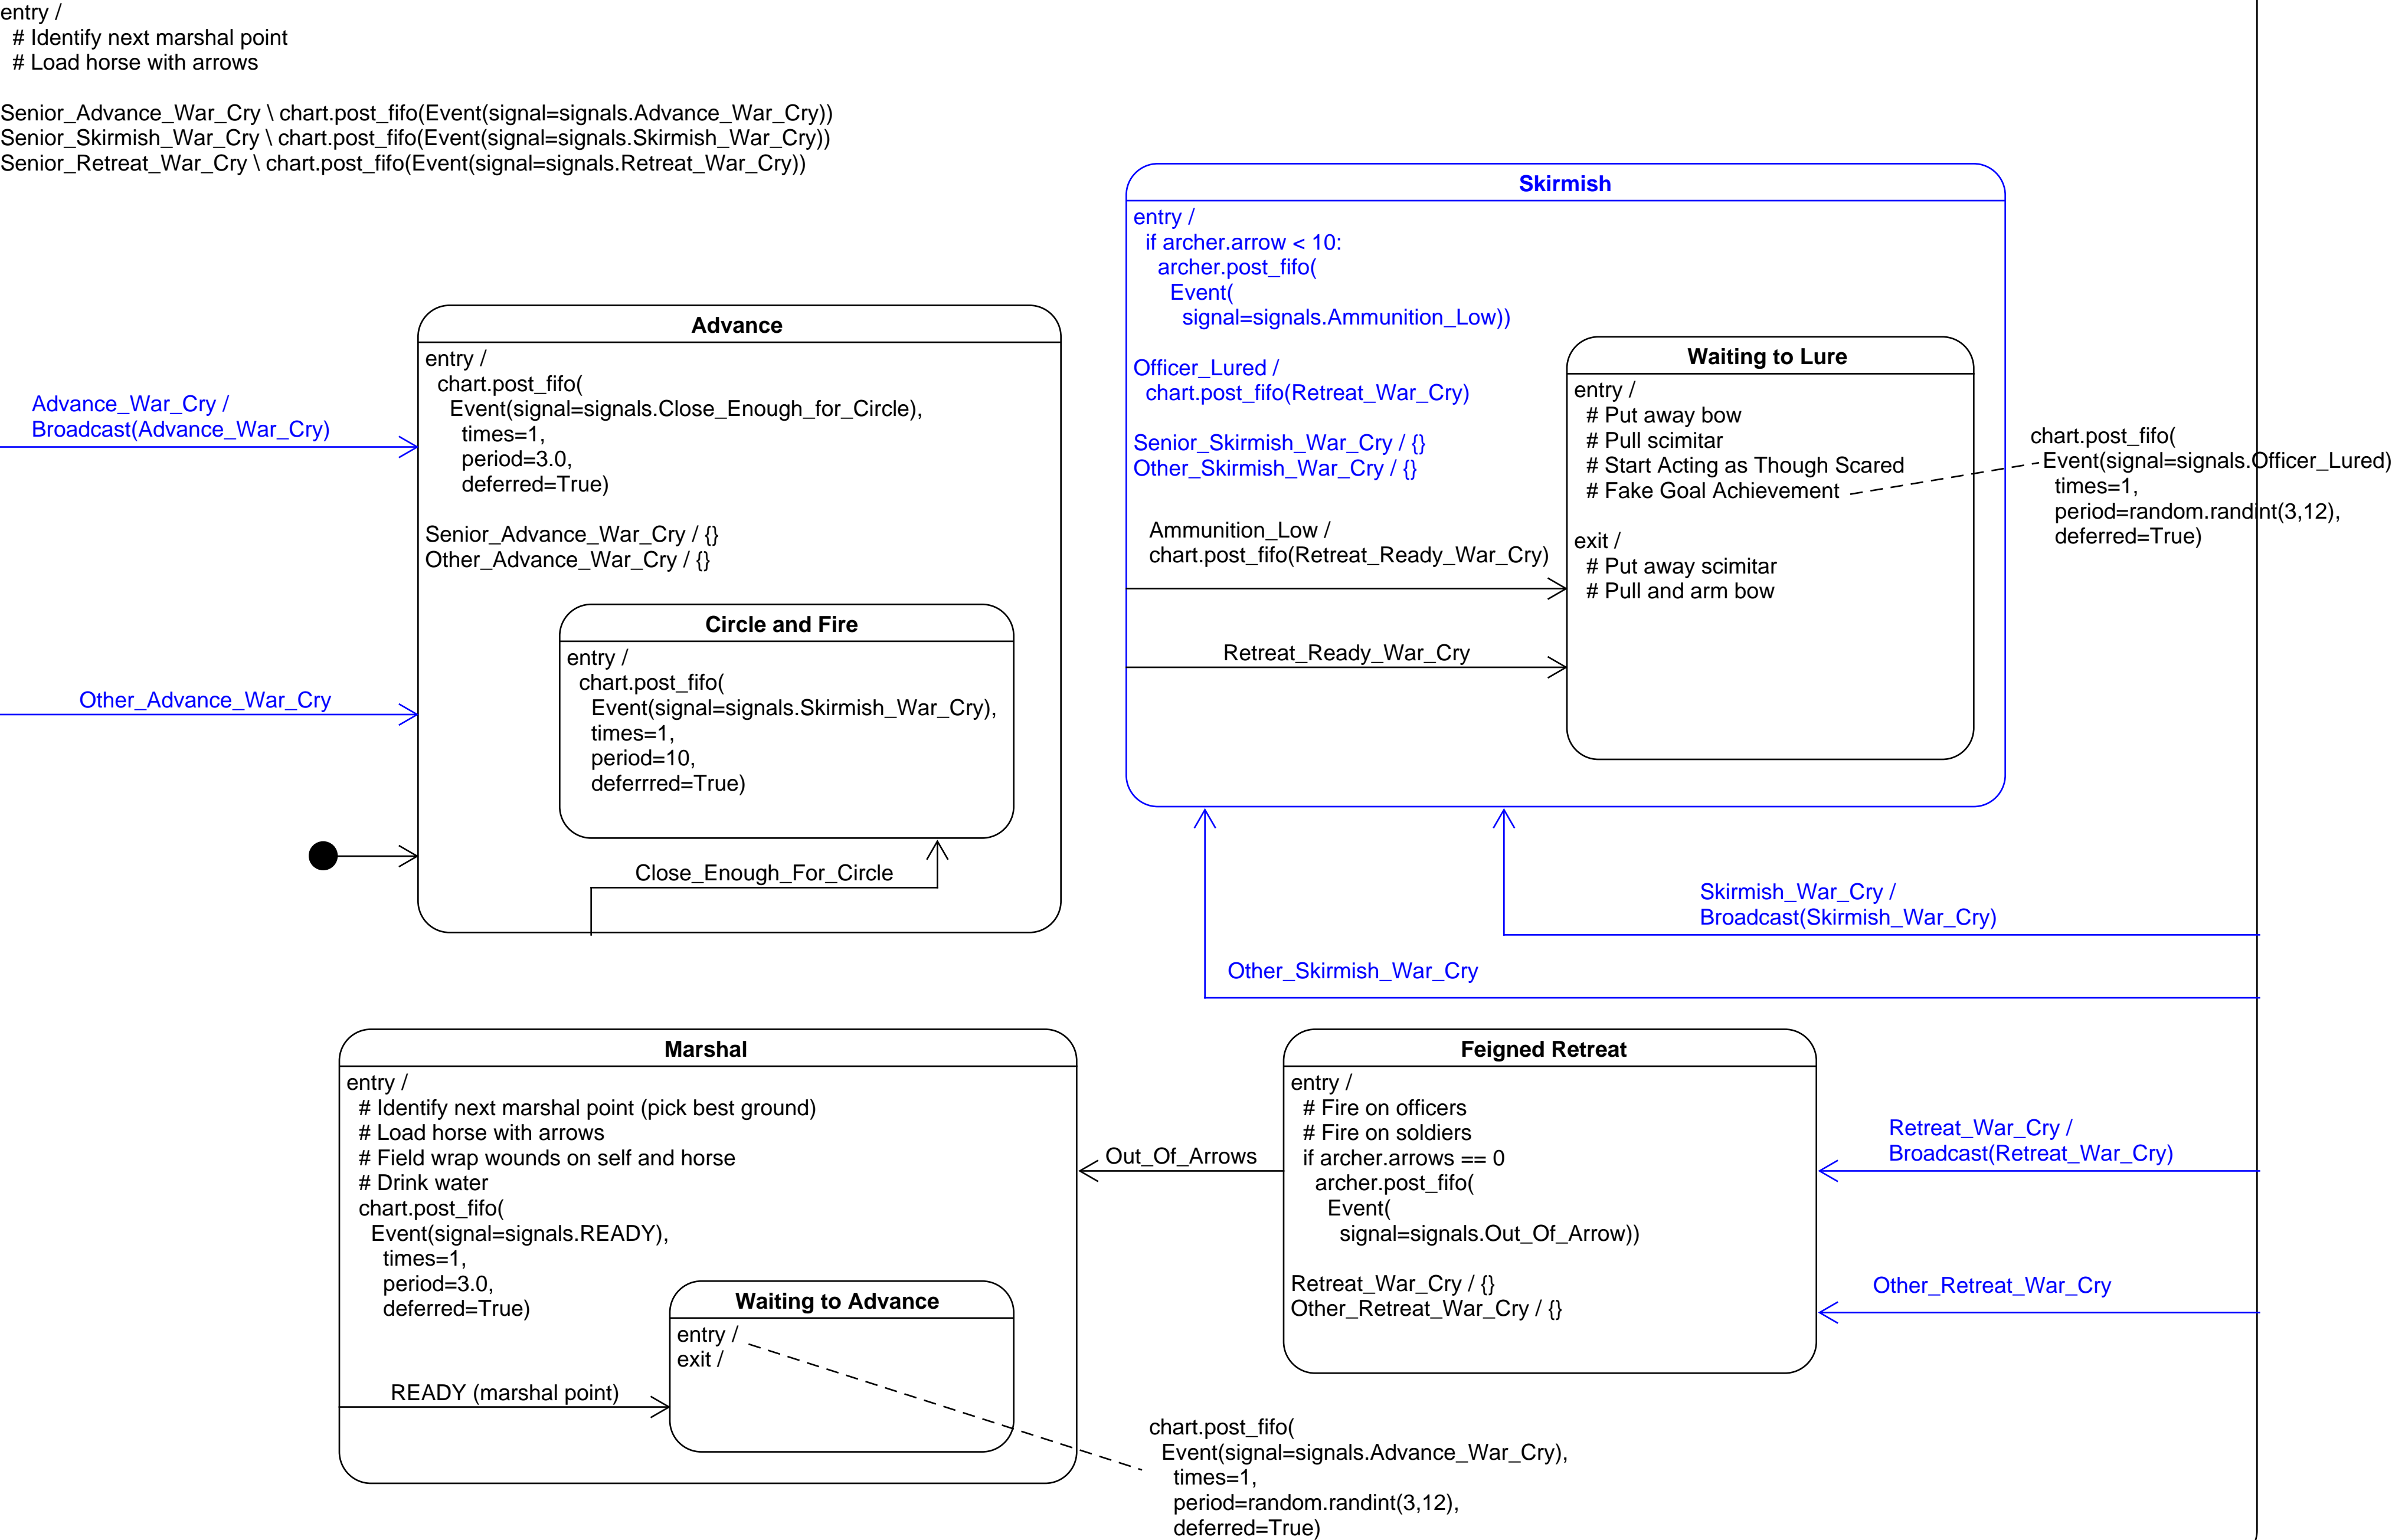 entry /
# Identify next marshal point
# Load horse with arrows
Senior_Advance_War_Cry \ chart.post_fifo(Event(signal=signals.Advance_War_Cry))
Senior_Skirmish_War_Cry \ chart.post_fifo(Event(signal=signals.Skirmish_War_Cry))
Senior_Retreat_War_Cry \ chart.post_fifo(Event(signal=signals.Retreat_War_Cry))
Advance_War_Cry /
Broadcast(Advance_War_Cry)
Other_Advance_War_Cry
Advance
entry /
chart.post_fifo(
Event(signal=signals.Close_Enough_for_Circle),
times=1,
period=3.0,
deferred=True)
Senior_Advance_War_Cry / {}
Other_Advance_War_Cry / {}
Circle and Fire
entry /
chart.post_fifo(
Event(signal=signals.Skirmish_War_Cry),
times=1,
period=10,
deferrred=True)
Close_Enough_For_Circle
Skirmish
entry /
if archer.arrow < 10:
archer.post_fifo(
Event(
signal=signals.Ammunition_Low))
Officer_Lured /
chart.post_fifo(Retreat_War_Cry)
Senior_Skirmish_War_Cry / {}
Other_Skirmish_War_Cry / {}
Ammunition_Low /
chart.post_fifo(Retreat_Ready_War_Cry)
Retreat_Ready_War_Cry
Waiting to Lure
entry /
# Put away bow
# Pull scimitar
# Start Acting as Though Scared
# Fake Goal Achievement
exit /
# Put away scimitar
# Pull and arm bow
chart.post_fifo(
Event(signal=signals.Officer_Lured)
times=1,
period=random.randint(3,12),
deferred=True)
Skirmish_War_Cry /
Broadcast(Skirmish_War_Cry)
Other_Skirmish_War_Cry
Marshal
entry /
# Identify next marshal point (pick best ground)
# Load horse with arrows
# Field wrap wounds on self and horse
# Drink water
chart.post_fifo(
Event(signal=signals.READY),
times=1,
period=3.0,
deferred=True)
READY (marshal point)
Waiting to Advance
entry /
exit /
chart.post_fifo(
Event(signal=signals.Advance_War_Cry),
times=1,
period=random.randint(3,12),
deferred=True)
Out_Of_Arrows
Feigned Retreat
entry /
# Fire on officers
# Fire on soldiers
if archer.arrows == 0
archer.post_fifo(
Event(
signal=signals.Out_Of_Arrow))
Retreat_War_Cry / {}
Other_Retreat_War_Cry / {}
Retreat_War_Cry /
Broadcast(Retreat_War_Cry)
Other_Retreat_War_Cry